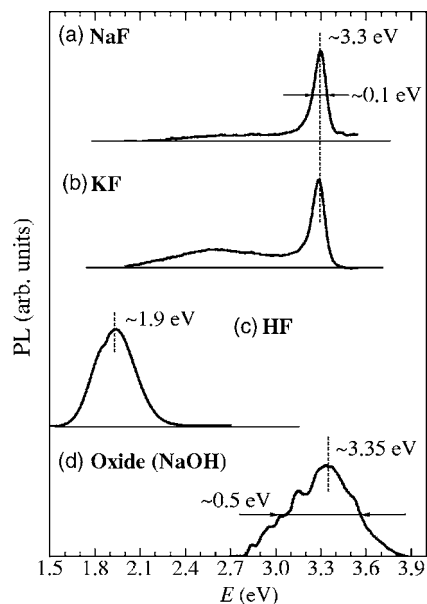 (a) NaF
~3.3 eV
~0.1 eV
(b) KF
PL (arb. units)
~1.9 eV
(c) HF
(d) Oxide (NaOH)
~3.35 eV
~0.5 eV
1.5 1.8 2.1 2.4 2.7 3.0 3.3 3.6 3.9
E (eV)